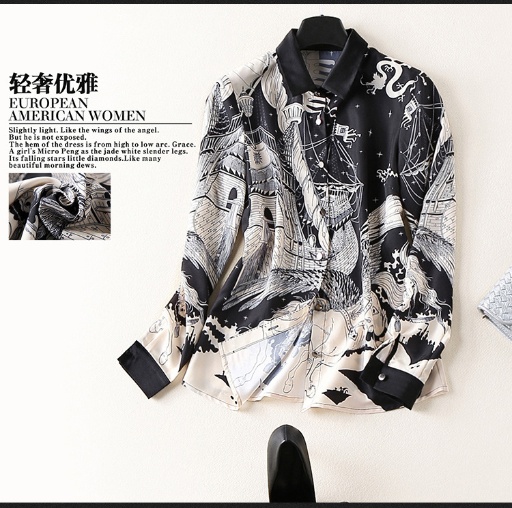 轻奢优雅
EUROPEAN
AMERICAN WOMEN
Slightly light. Like the wings of the angel.
But he is not exposed.
The hem of the dress is from high to low arc. Grace.
A girl's Micro Peng as the jade white slender legs.
Its falling stars little diamonds.Like many
beautiful morning dews.